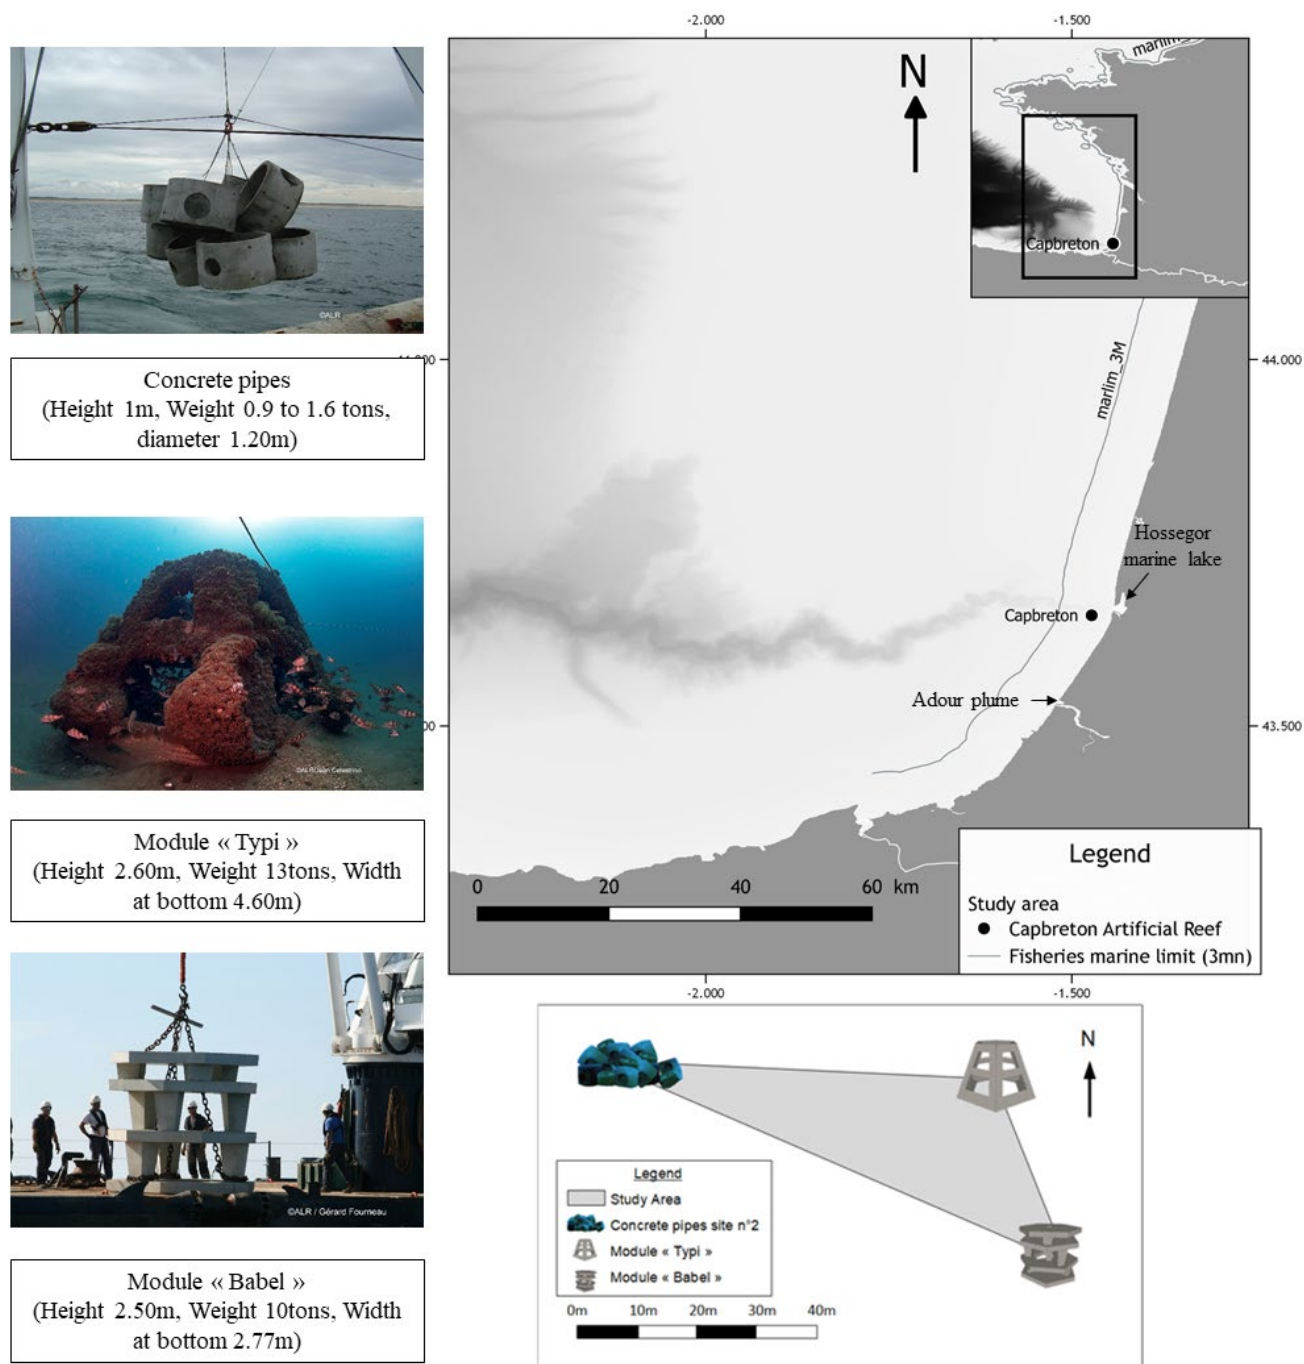 ©ALR
Concrete pipes
(Height 1m, Weight 0.9 to 1.6 tons,
diameter 1.20m)
Module « Typi »
(Height 2.60m, Weight 13tons, Width
at bottom 4.60m)
©ALR / Gérard Fourneau
Module « Babel »
(Height 2.50m, Weight 10tons, Width
at bottom 2.77m)
-2.000
-1.500
N
Capbreton
44.000
marlim_3M
Hossegor
marine lake
Capbreton
Adour plume
43.500
0 20 40 60 km
Legend
Study area
Capbreton Artificial Reef
Fisheries marine limit (3mn)
-2.000
-1.500
N
Legend
Study Area
Concrete pipes site n°2
Module « Typi »
Module « Babel »
0m 10m 20m 30m 40m